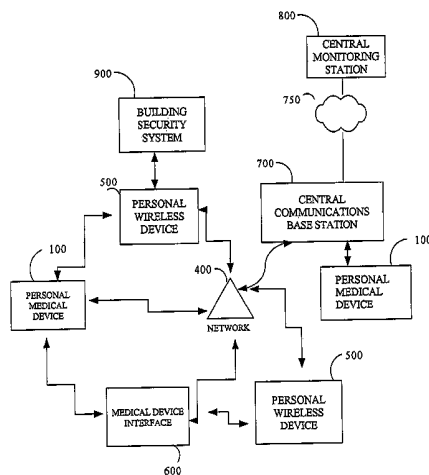 800
CENTRAL
MONITORING
STATION
900
750
BUILDING
SECURITY
SYSTEM
700
500
PERSONAL
WIRELESS
DEVICE
CENTRAL
COMMUNICATIONS
BASE STATION
100
400
100
PERSONAL
MEDICAL
DEVICE
PERSONAL
MEDICAL
DEVICE
NETWORK
500
MEDICAL DEVICE
INTERFACE
PERSONAL
WIRELESS
DEVICE
600